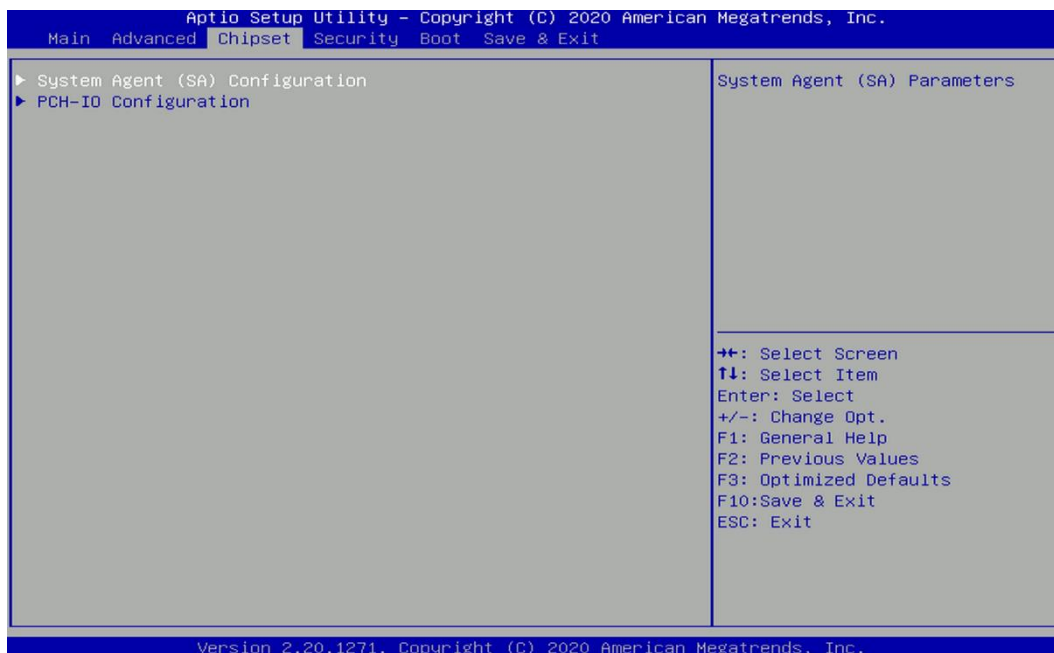 Aptio Setup Utility – Copyright (C) 2020 American Megatrends, Inc.
Main Advanced Chipset Security Boot Save & Exit
► System Agent (SA) Configuration
► PCH-IO Configuration
System Agent (SA) Parameters
→←: Select Screen
↑↓: Select Item
Enter: Select
+/-: Change Opt.
F1: General Help
F2: Previous Values
F3: Optimized Defaults
F10:Save & Exit
ESC: Exit
Version 2.20.1271. Copyright (C) 2020 American Megatrends, Inc.